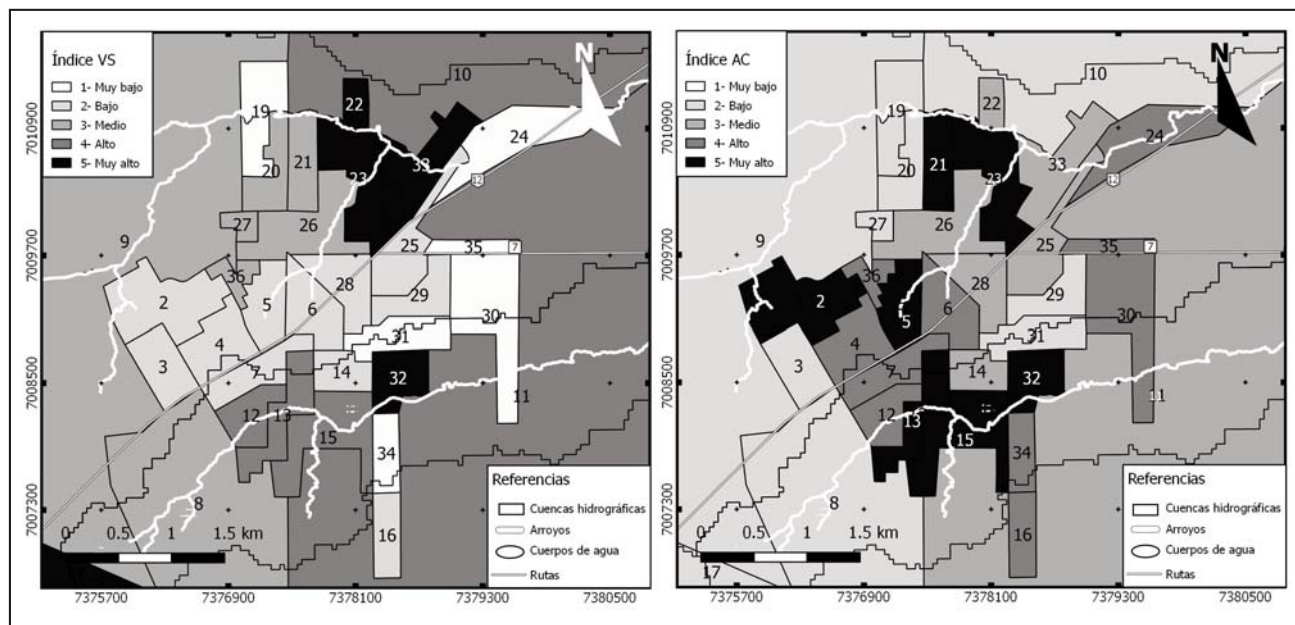 Índice VS
1- Muy bajo
2- Bajo
3- Medio
4- Alto
5- Muy alto
N
10
22
19
24
33
21
20
23
12
27
26
9
25
35
7
36
28
2
5
6
29
30
31
4
3
14
32
11
12
13
15
34
8
16
0 0.5 1 1.5 km
Referencias
Cuencas hidrográficas
Arroyos
Cuerpos de agua
Rutas
7010900
7009700
7008500
7007300
7375700 7376900 7378100 7379300 7380500
Índice AC
1- Muy bajo
2- Bajo
3- Medio
4- Alto
5- Muy alto
N
10
22
19
24
33
21
20
23
12
27
26
9
25
35
7
36
28
2
5
6
29
30
31
4
3
14
32
11
12
13
15
34
8
16
17
0 0.5 1 1.5 km
Referencias
Cuencas hidrográficas
Arroyos
Cuerpos de agua
Rutas
7010900
7009700
7008500
7007300
7375700 7376900 7378100 7379300 7380500